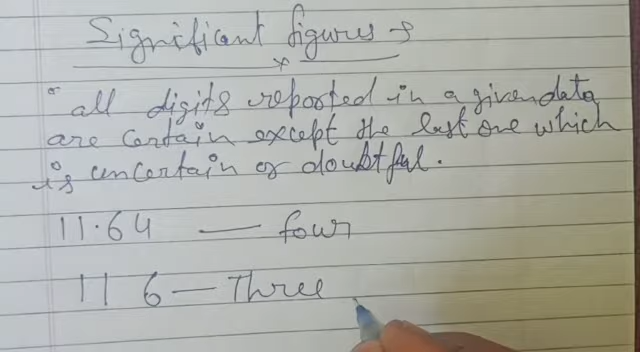 Significant figures :-
all digits reported in a given data
are certain except the last one which
is uncertain or doubtful.
11.64 — four
11 6 — Three